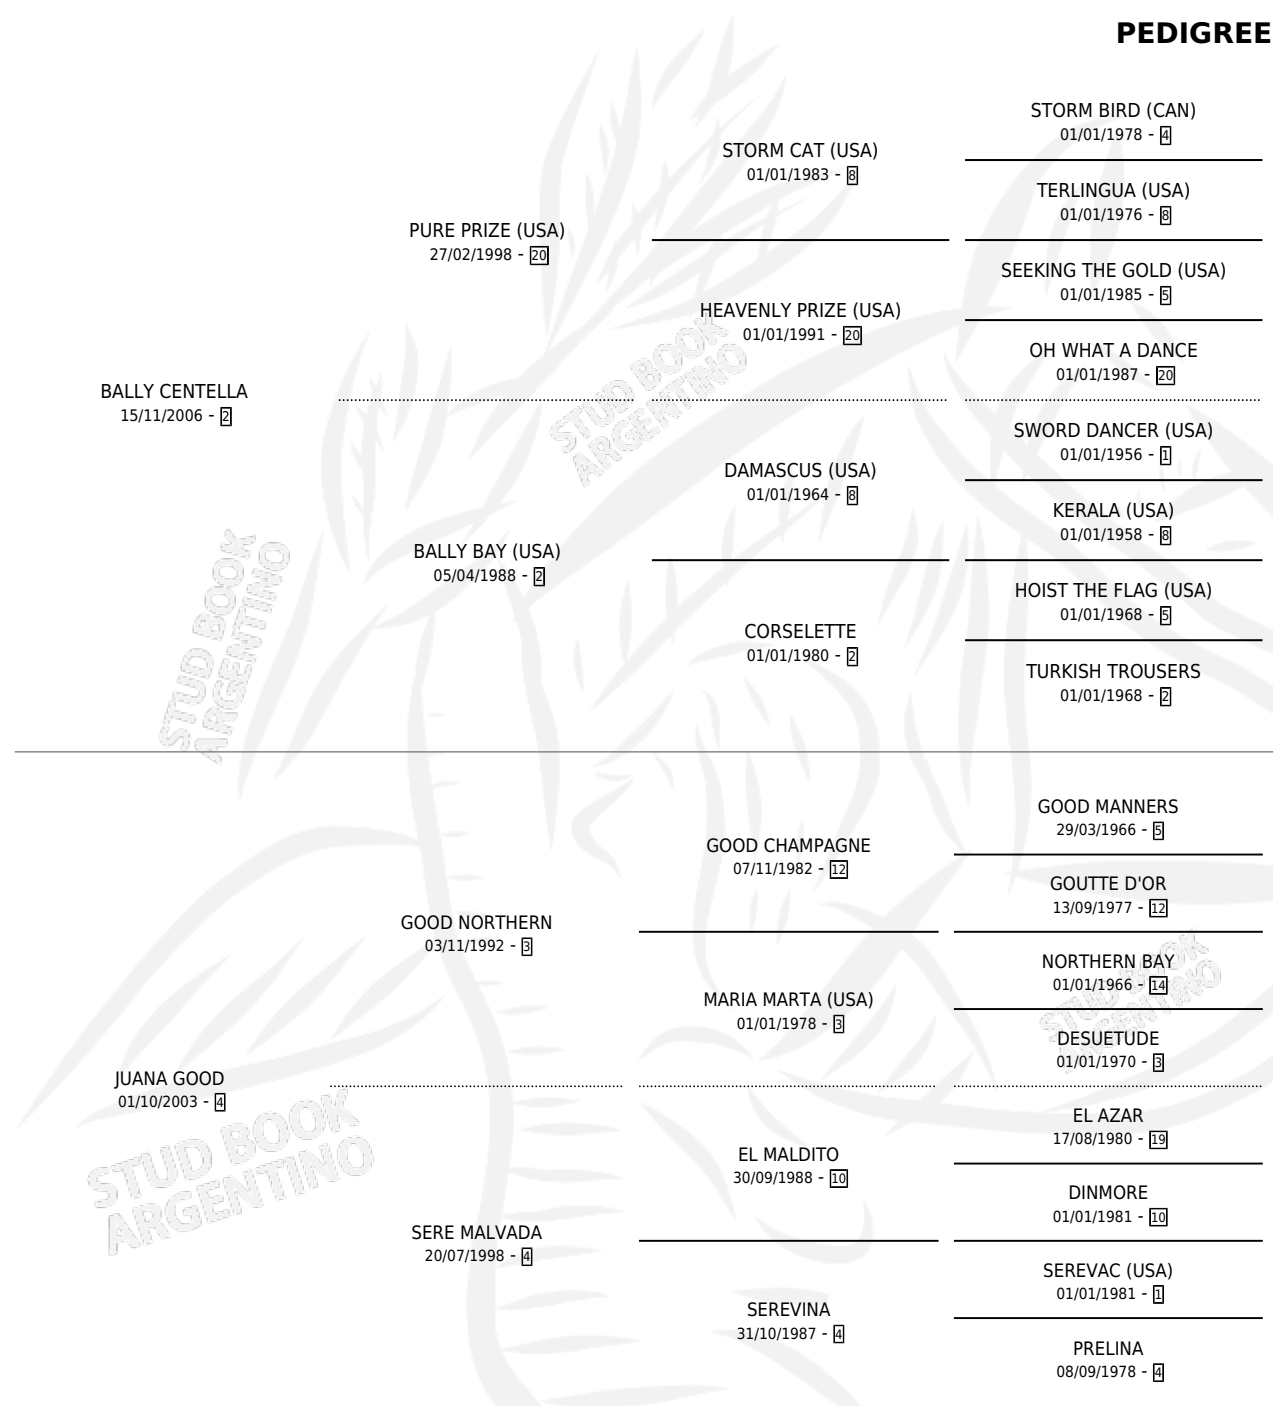 PEDIGREE
STORM BIRD (CAN)
01/01/1978 - 4
STORM CAT (USA)
01/01/1983 - 8
TERLINGUA (USA)
01/01/1976 - 8
PURE PRIZE (USA)
27/02/1998 - 20
SEEKING THE GOLD (USA)
01/01/1985 - 5
HEAVENLY PRIZE (USA)
01/01/1991 - 20
OH WHAT A DANCE
01/01/1987 - 20
BALLY CENTELLA
15/11/2006 - 2
STUD BOOK
ARGENTINO
SWORD DANCER (USA)
01/01/1956 - 1
DAMASCUS (USA)
01/01/1964 - 8
KERALA (USA)
01/01/1958 - 8
BALLY BAY (USA)
05/04/1988 - 2
HOIST THE FLAG (USA)
01/01/1968 - 5
CORSELETTE
01/01/1980 - 2
TURKISH TROUSERS
01/01/1968 - 2
STUD BOOK
ARGENTINO
GOOD MANNERS
29/03/1966 - 5
GOOD CHAMPAGNE
07/11/1982 - 12
GOUTTE D'OR
13/09/1977 - 12
GOOD NORTHERN
03/11/1992 - 3
NORTHERN BAY
01/01/1966 - 14
STUD BOOK
ARGENTINO
MARIA MARTA (USA)
01/01/1978 - 3
DESUETUDE
01/01/1970 - 3
JUANA GOOD
01/10/2003 - 4
STUD BOOK
ARGENTINO
EL AZAR
17/08/1980 - 19
EL MALDITO
30/09/1988 - 10
DINMORE
01/01/1981 - 10
SERE MALVADA
20/07/1998 - 4
SEREVAC (USA)
01/01/1981 - 1
SEREVINA
31/10/1987 - 4
PRELINA
08/09/1978 - 4